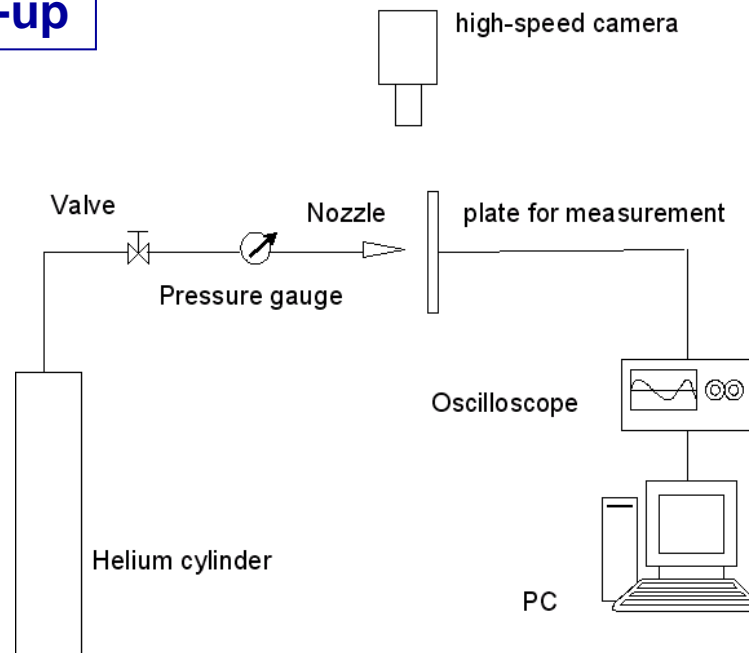 -up
high-speed camera
Valve
Nozzle
plate for measurement
Pressure gauge
Oscilloscope
Helium cylinder
PC